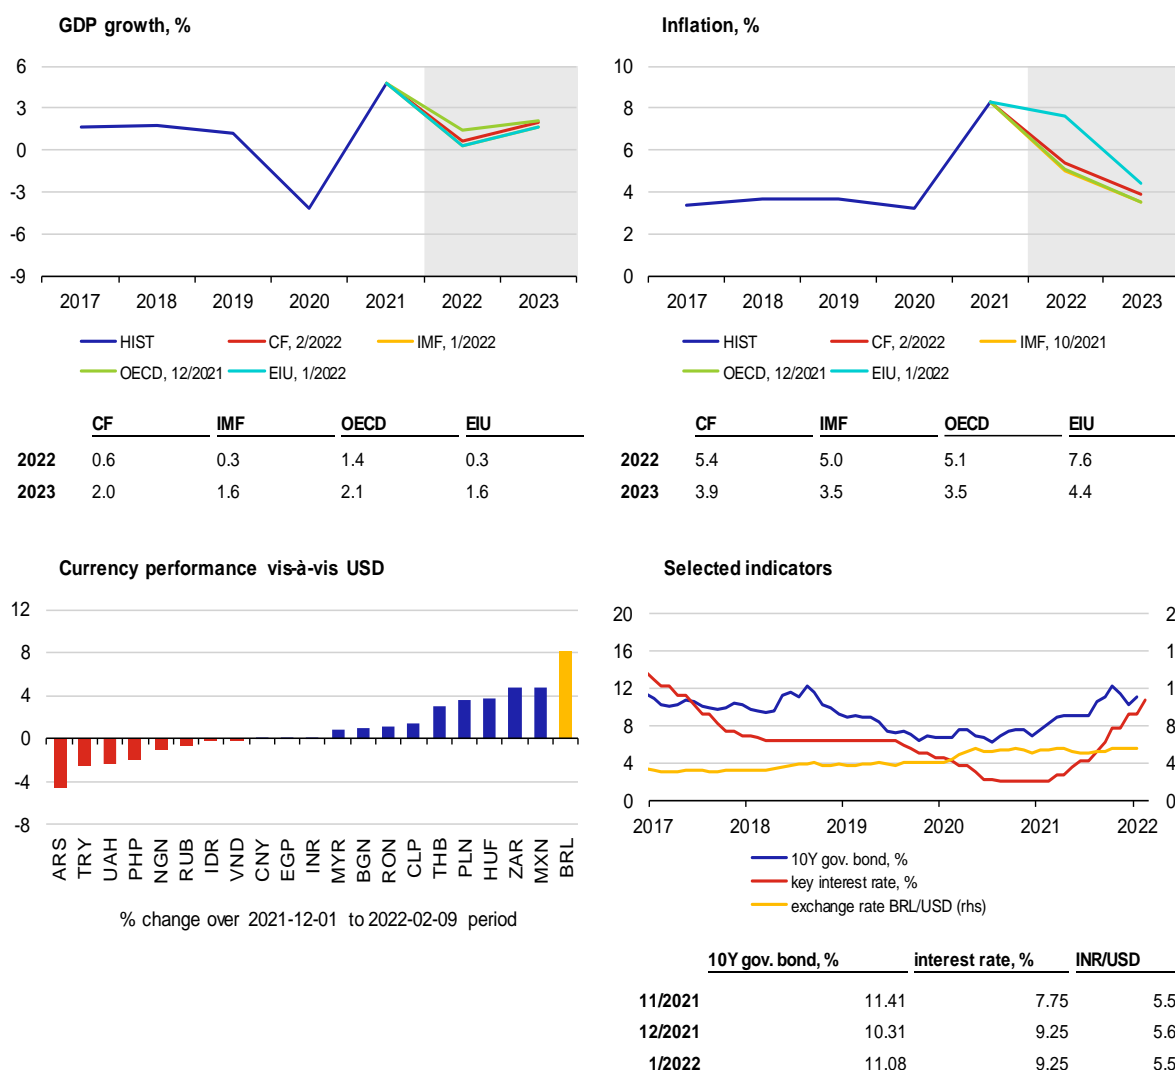 GDP growth, %
6
3
0
-3
-6
-9
2017 2018 2019 2020 2021 2022 2023
HIST CF, 2/2022 IMF, 1/2022
OECD, 12/2021 EIU, 1/2022
CF IMF OECD EIU
2022 0.6 0.3 1.4 0.3
2023 2.0 1.6 2.1 1.6
Inflation, %
10
8
6
4
2
0
2017 2018 2019 2020 2021 2022 2023
HIST CF, 2/2022 IMF, 10/2021
OECD, 12/2021 EIU, 1/2022
CF IMF OECD EIU
2022 5.4 5.0 5.1 7.6
2023 3.9 3.5 3.5 4.4
Currency performance vis-à-vis USD
12
8
4
0
-4
-8
ARS TRY UAH PHP NGN RUB IDR VND CNY EGP INR MYR BGN RON CLP THB PLN HUF ZAR MXN BRL
% change over 2021-12-01 to 2022-02-09 period
Selected indicators
20
16
12 
8 8
4 4
0 0
2017 2018 2019 2020 2021 2022
10Y gov. bond, %
key interest rate, %
exchange rate BRL/USD (rhs)
10Y gov. bond, % interest rate, % INR/USD
11/2021 11.41 7.75 5.5
12/2021 10.31 9.25 5.6
1/2022 11.08 9.25 5.5